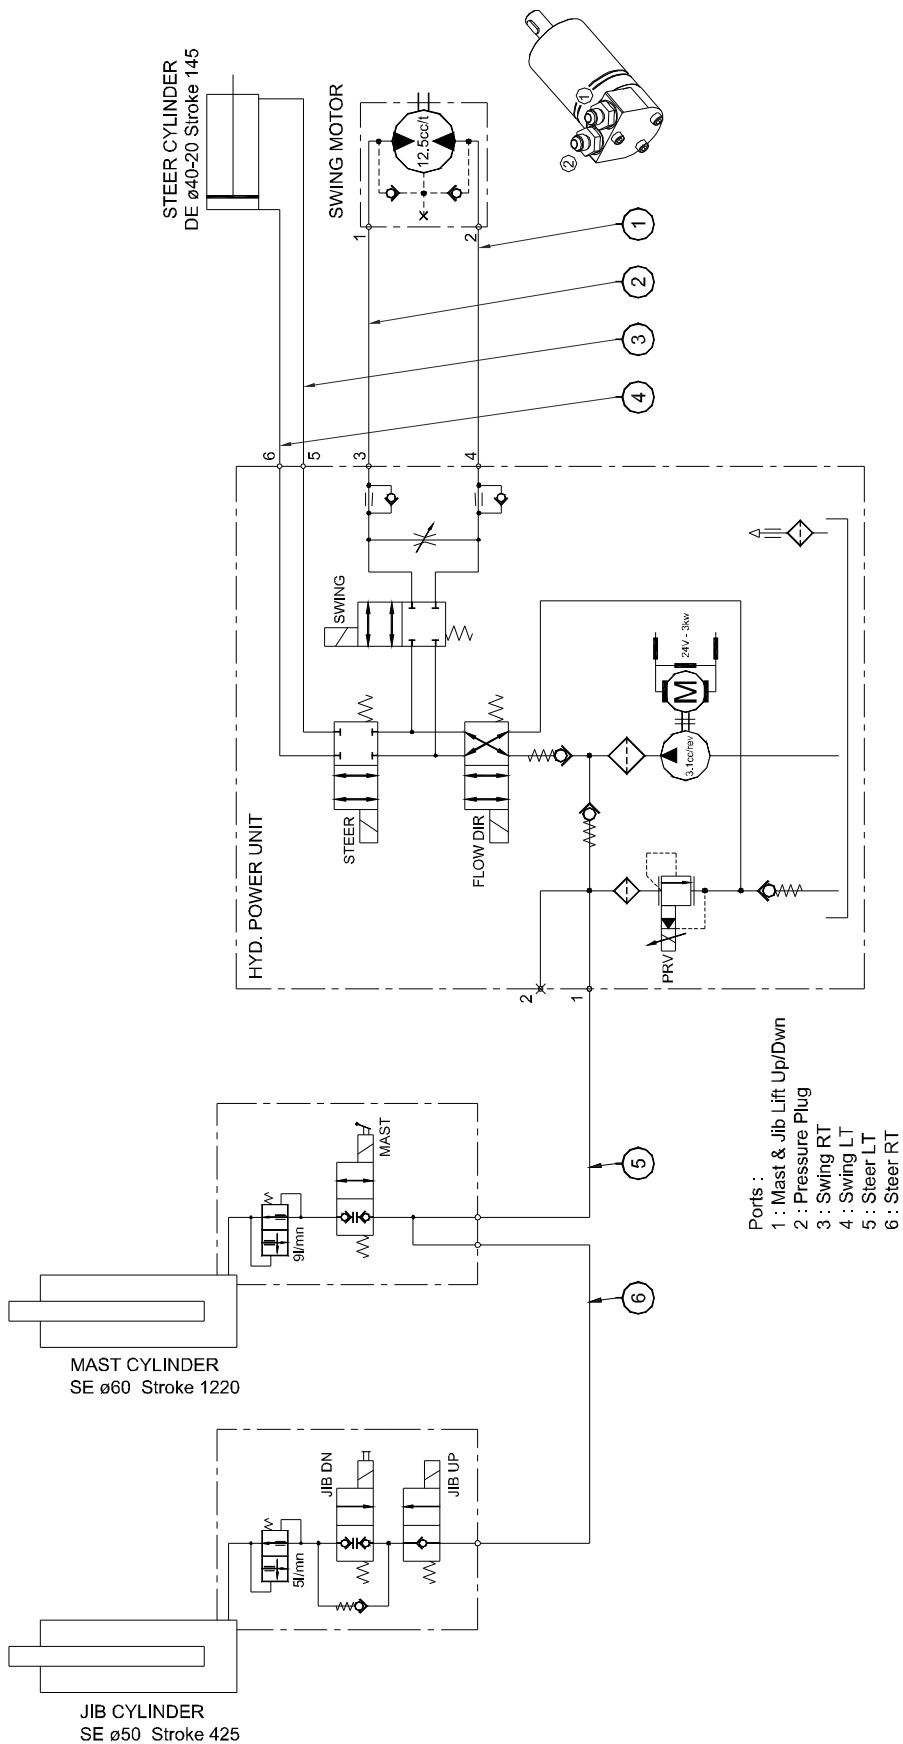 STEER CYLINDER
DE ø40-20 Stroke 145
SWING MOTOR
12.5cc/t
1
2
1
2
1
2
3
4
6
5
3
4
HYD. POWER UNIT
SWING
STEER
FLOW DIR
24V - 3kw
M
3.1cc/rev
PRV
2
1
MAST
9l/mn
5
6
MAST CYLINDER
SE ø60 Stroke 1220
JIB DN
JIB UP
5l/mn
JIB CYLINDER
SE ø50 Stroke 425
Ports :
1 : Mast & Jib Lift Up/Dwn
2 : Pressure Plug
3 : Swing RT
4 : Swing LT
5 : Steer LT
6 : Steer RT